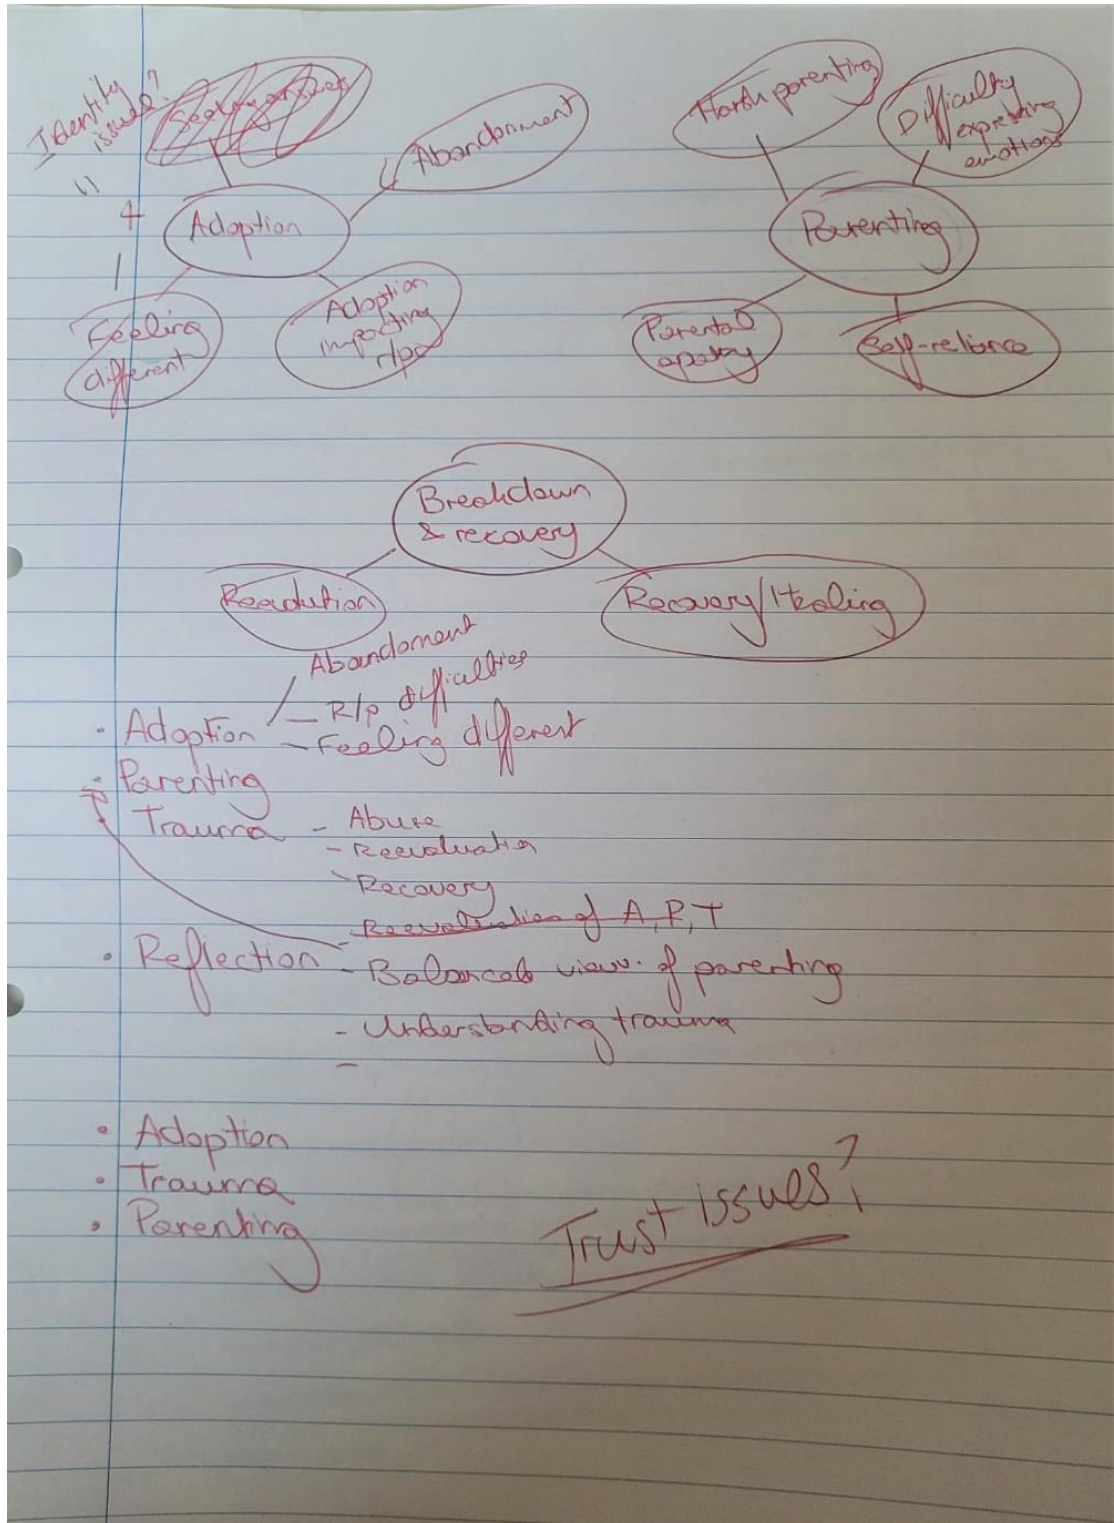 Identity
issues?
Abandonment
Adoption
Feeling
different
Adoption
impacting
r/ps
Harsh parenting
Difficulty
expressing
emotions
Parenting
Parental
apathy
Self-reliance
Breakdown
& recovery
Recovery/Healing
Abandoment
R/p difficulties
Feeling different
• Adoption
• Parenting
Trauma - Abuse
- Reevaluation
- Recovery
- Reevaluation of A, P, T
• Reflection - Balanced view of parenting
- Understanding trauma
-
• Adoption
• Trauma
• Parenting
Trust issues?